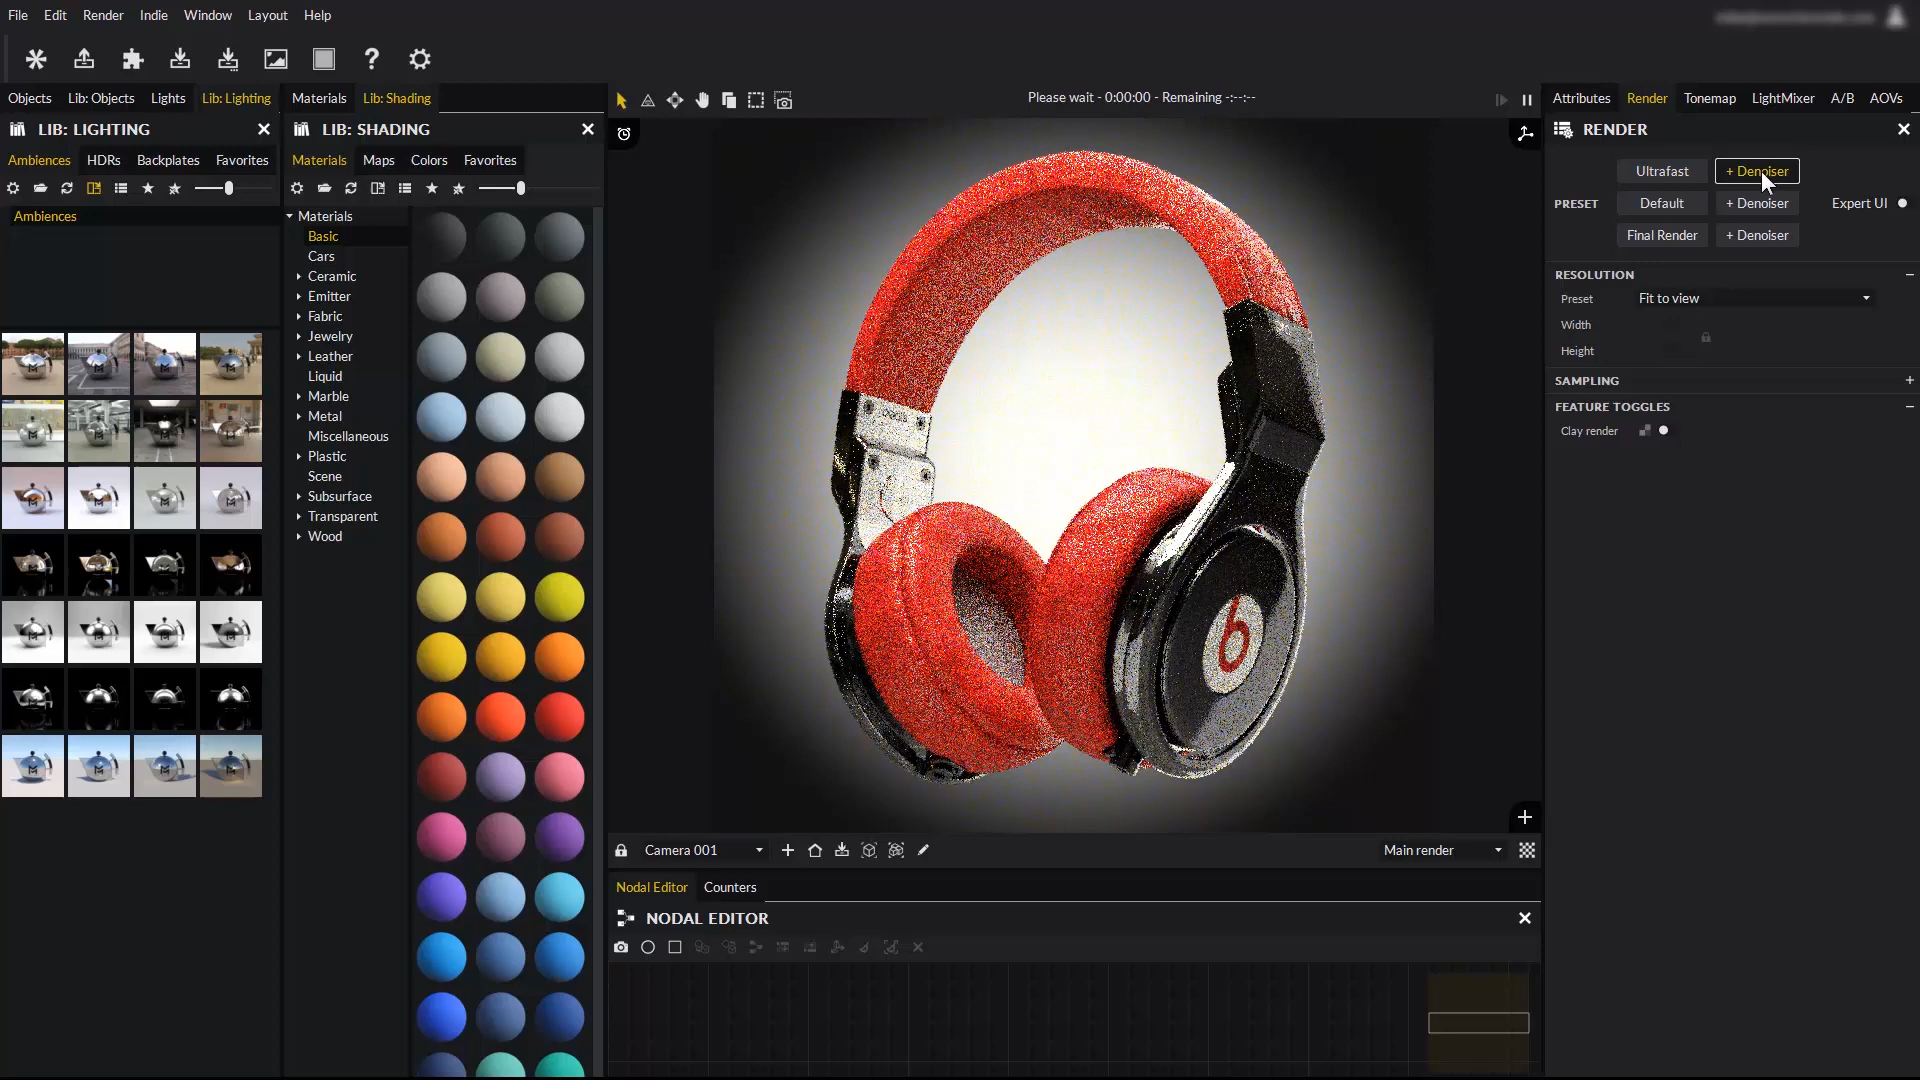 File Edit Render Indie Window Layout Help
Objects Lib: Objects Lights Lib: Lighting Materials Lib: Shading
Please wait - 0:00:00 - Remaining -:--:--
Attributes Render Tonemap LightMixer A/B AOVs
LIB: LIGHTING
LIB: SHADING
RENDER
Ambiences HDRs Backplates Favorites
Materials Maps Colors Favorites
Ultrafast + Denoiser
PRESET Default + Denoiser Expert UI
Final Render + Denoiser
Ambiences
Materials
Basic
Cars
Ceramic
Emitter
Fabric
Jewelry
Leather
Liquid
Marble
Metal
Miscellaneous
Plastic
Scene
Subsurface
Transparent
Wood
RESOLUTION
Preset Fit to view
Width
Height
SAMPLING
FEATURE TOGGLES
Clay render
b
Camera 001
Main render
Nodal Editor Counters
NODAL EDITOR